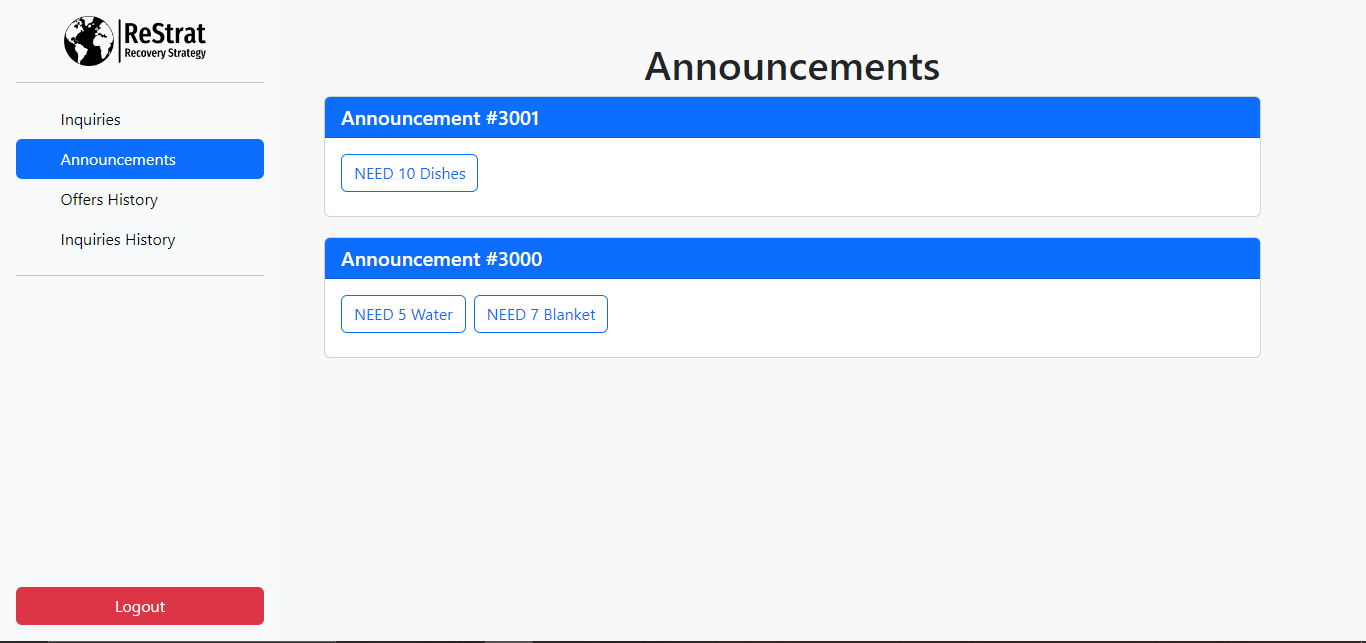 ReStrat
Recovery Strategy
Inquiries
Announcements
Offers History
Inquiries History
Logout
Announcements
Announcement #3001
NEED 10 Dishes
Announcement #3000
NEED 5 Water NEED 7 Blanket